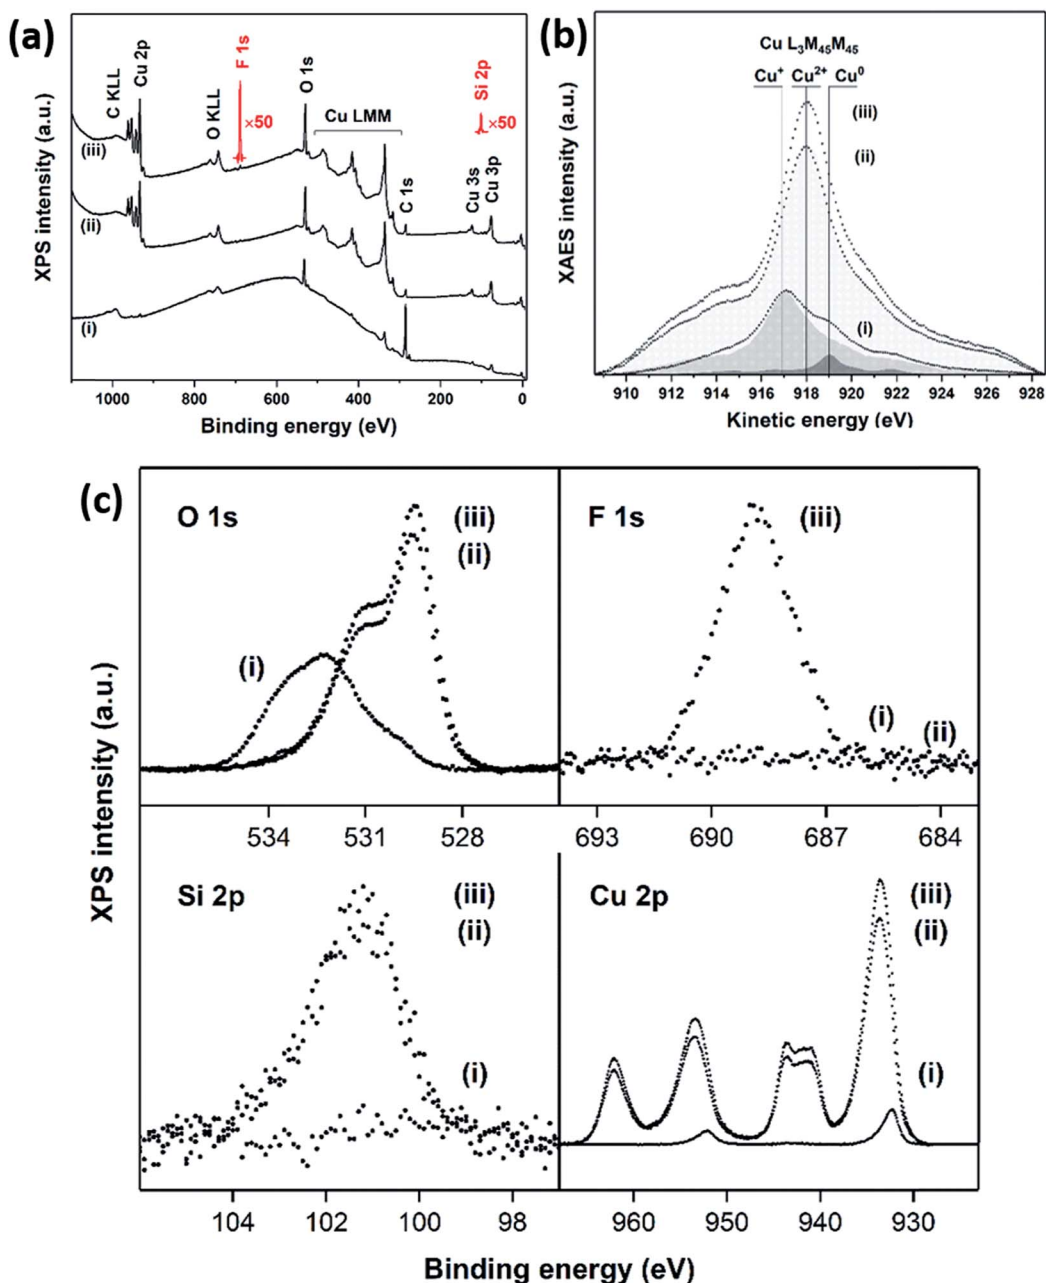 (a)
XPS intensity (a.u.)
C KLL
Cu 2p
O KLL
F 1s
×50
O 1s
Cu LMM
C 1s
Si 2p
×50
Cu 3s
Cu 3p
(iii)
(ii)
(i)
1000 800 600 400 200 0
Binding energy (eV)
(b)
XAES intensity (a.u.)
Cu L₃M₄₅M₄₅
Cu⁺ Cu²⁺ Cu⁰
(iii)
(ii)
(i)
910 912 914 916 918 920 922 924 926 928
Kinetic energy (eV)
(c)
XPS intensity (a.u.)
O 1s
(iii)
(ii)
(i)
534 531 528
F 1s
(iii)
(i)
(ii)
693 690 687 684
Si 2p
(iii)
(ii)
(i)
104 102 100 98
Cu 2p
(iii)
(ii)
(i)
960 950 940 930
Binding energy (eV)